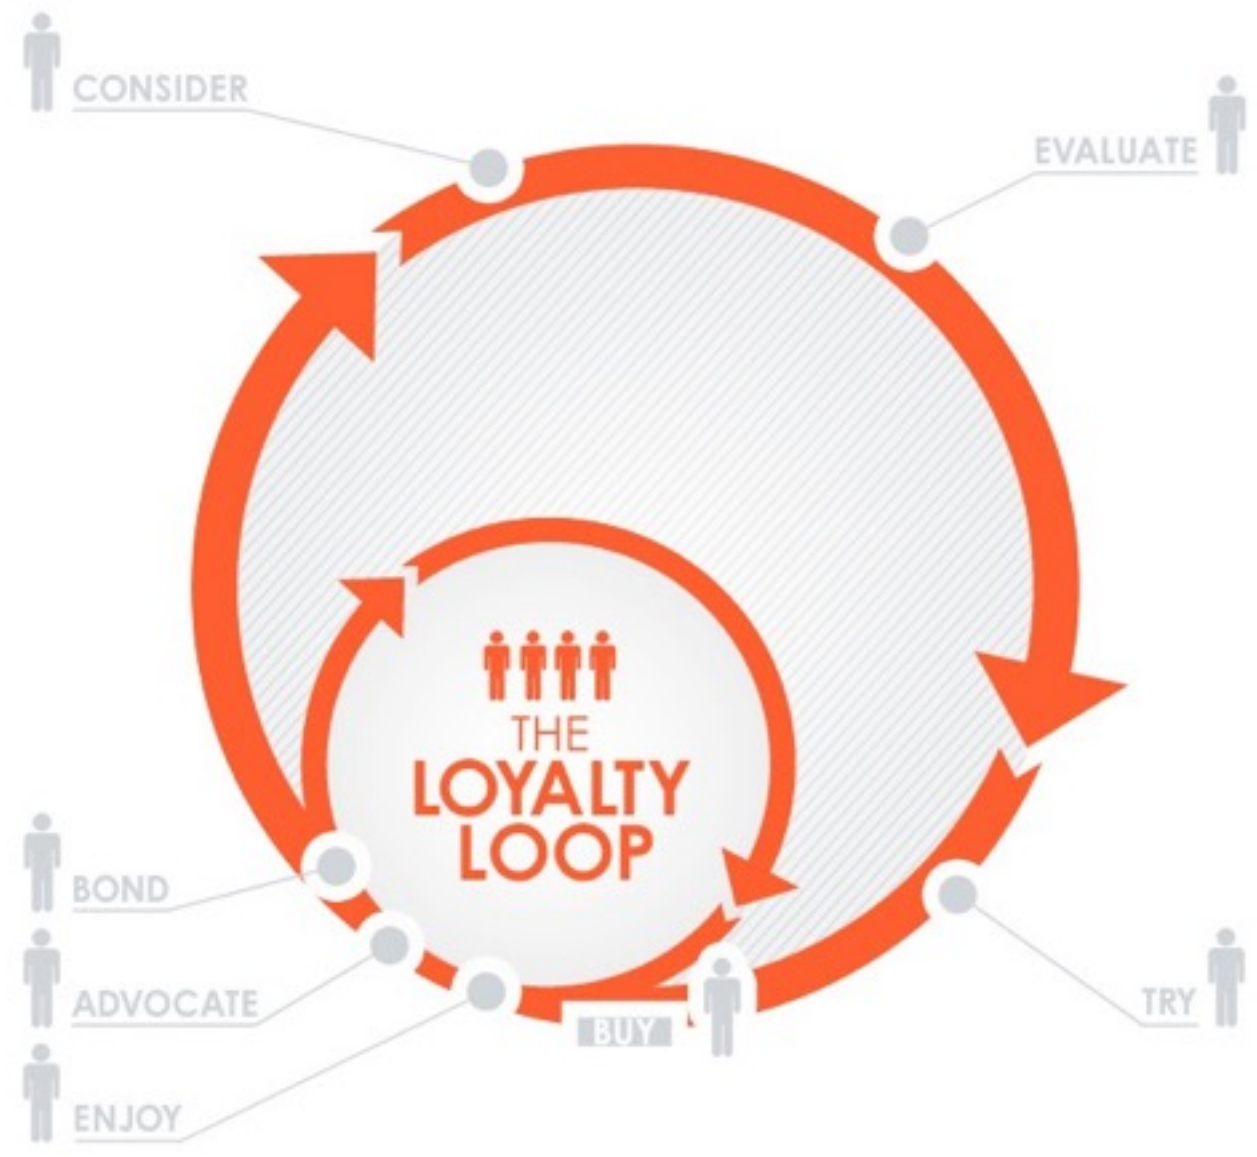 CONSIDER
EVALUATE
THE
LOYALTY
LOOP
BOND
ADVOCATE
TRY
BUY
ENJOY